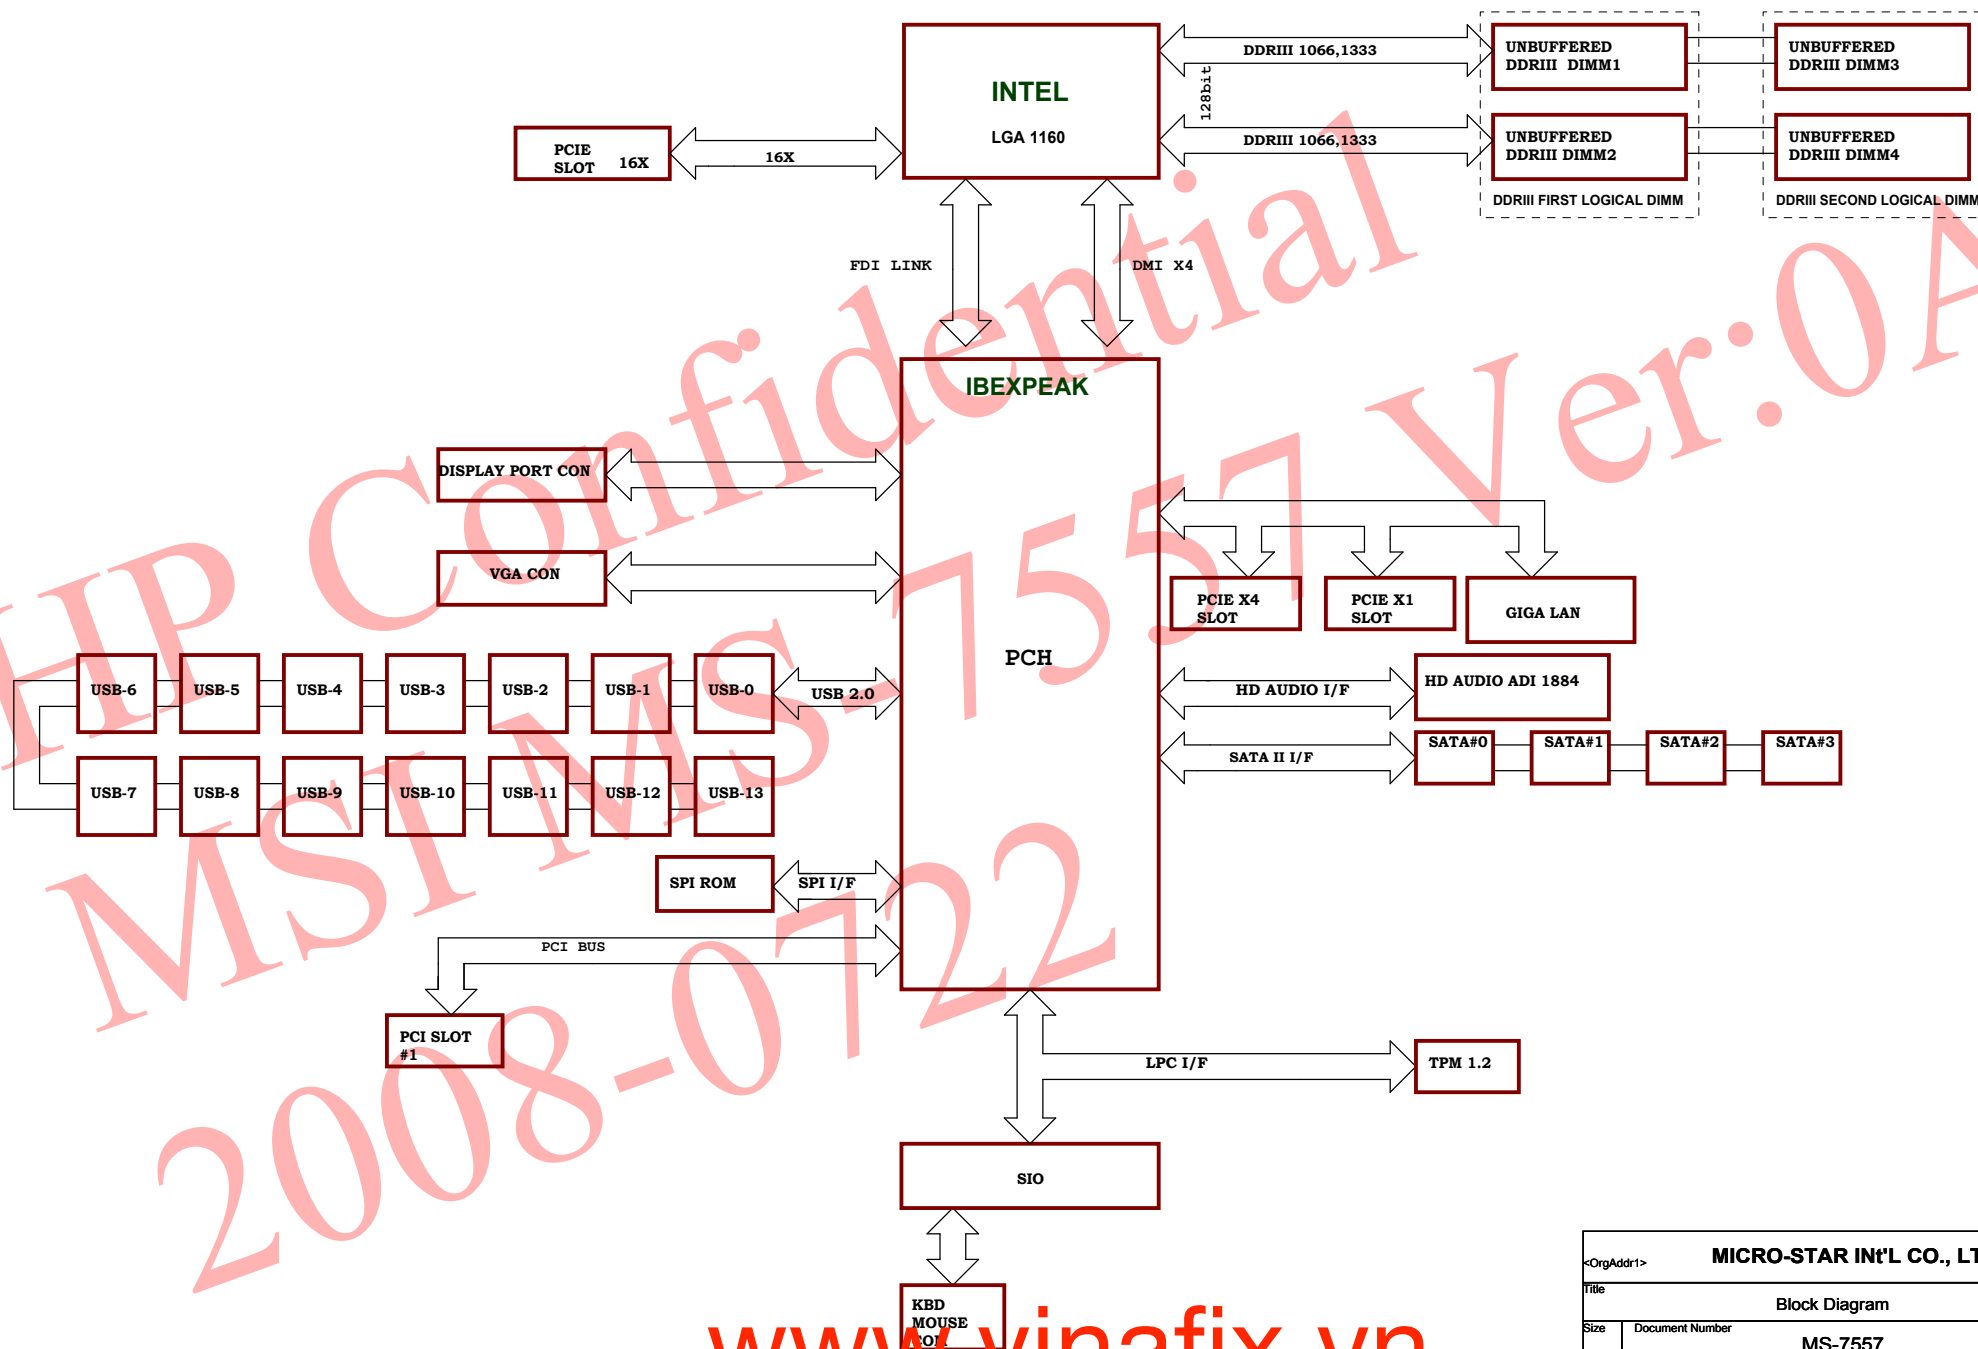 INTEL
LGA 1160
DDRIII 1066,1333
128bit
DDRIII 1066,1333
UNBUFFERED
DDRIII DIMM1
UNBUFFERED
DDRIII DIMM3
UNBUFFERED
DDRIII DIMM2
UNBUFFERED
DDRIII DIMM4
DDRIII FIRST LOGICAL DIMM
DDRIII SECOND LOGICAL DIMM
PCIE
SLOT 16X
16X
FDI LINK
DMI X4
IBEXPEAK
PCH
DISPLAY PORT CON
VGA CON
PCIE X4
SLOT
PCIE X1
SLOT
GIGA LAN
USB-6
USB-5
USB-4
USB-3
USB-2
USB-1
USB-0
USB 2.0
HD AUDIO I/F
HD AUDIO ADI 1884
SATA II I/F
SATA#0
SATA#1
SATA#2
SATA#3
USB-7
USB-8
USB-9
USB-10
USB-11
USB-12
USB-13
SPI ROM
SPI I/F
PCI BUS
PCI SLOT
#1
LPC I/F
TPM 1.2
SIO
KBD
MOUSE
HP Confidential
MSI MS-7557 Ver:0A
2008-0722
www.vinafix.vn
<OrgAddr1>
MICRO-STAR INt'L CO., LT
Title
Block Diagram
Size
Document Number
MS-7557